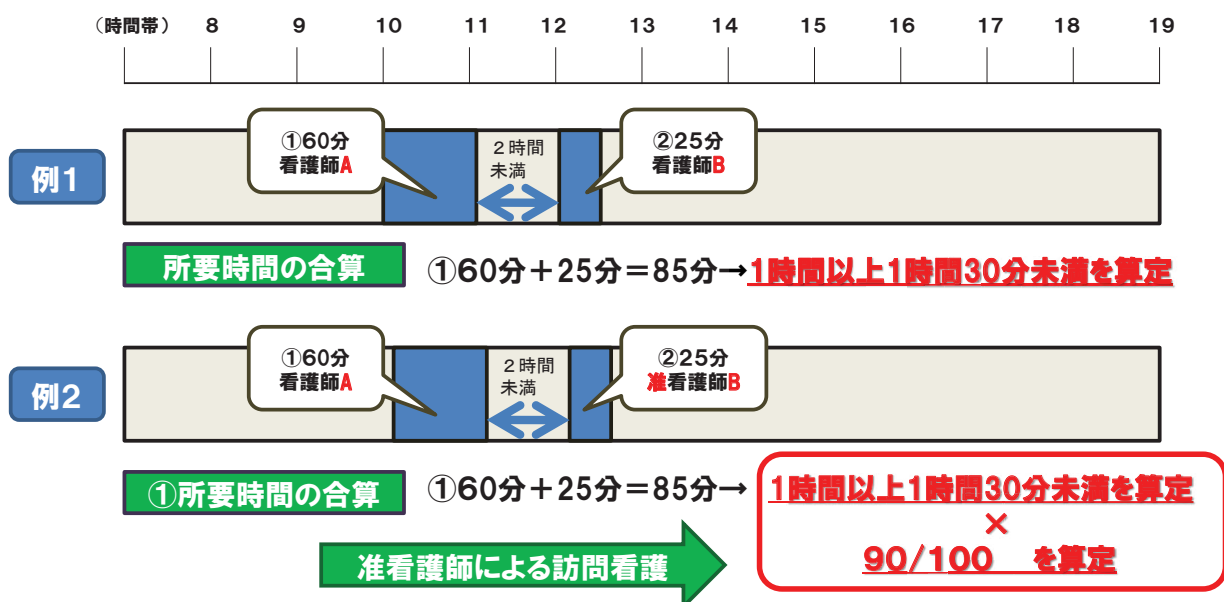 （時間帯） 8 9 10 11 12 13 14 15 16 17 18 19
例1
①60分
看護師A
２時間
未満
②25分
看護師B
所要時間の合算
①60分＋25分＝85分→1時間以上1時間30分未満を算定
例2
①60分
看護師A
２時間
未満
②25分
准看護師B
①所要時間の合算
①60分＋25分＝85分→
1時間以上1時間30分未満を算定
×
90/100 を算定
准看護師による訪問看護